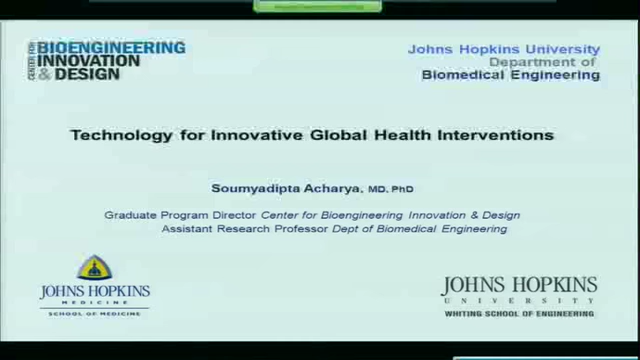 CENTER FOR
BIOENGINEERING
INNOVATION
& DESIGN
Johns Hopkins University
Department of
Biomedical Engineering
Technology for Innovative Global Health Interventions
Soumyadipta Acharya, MD, PhD
Graduate Program Director Center for Bioengineering Innovation & Design
Assistant Research Professor Dept of Biomedical Engineering
JOHNS HOPKINS
MEDICINE
SCHOOL OF MEDICINE
JOHNS HOPKINS
UNIVERSITY
WHITING SCHOOL OF ENGINEERING